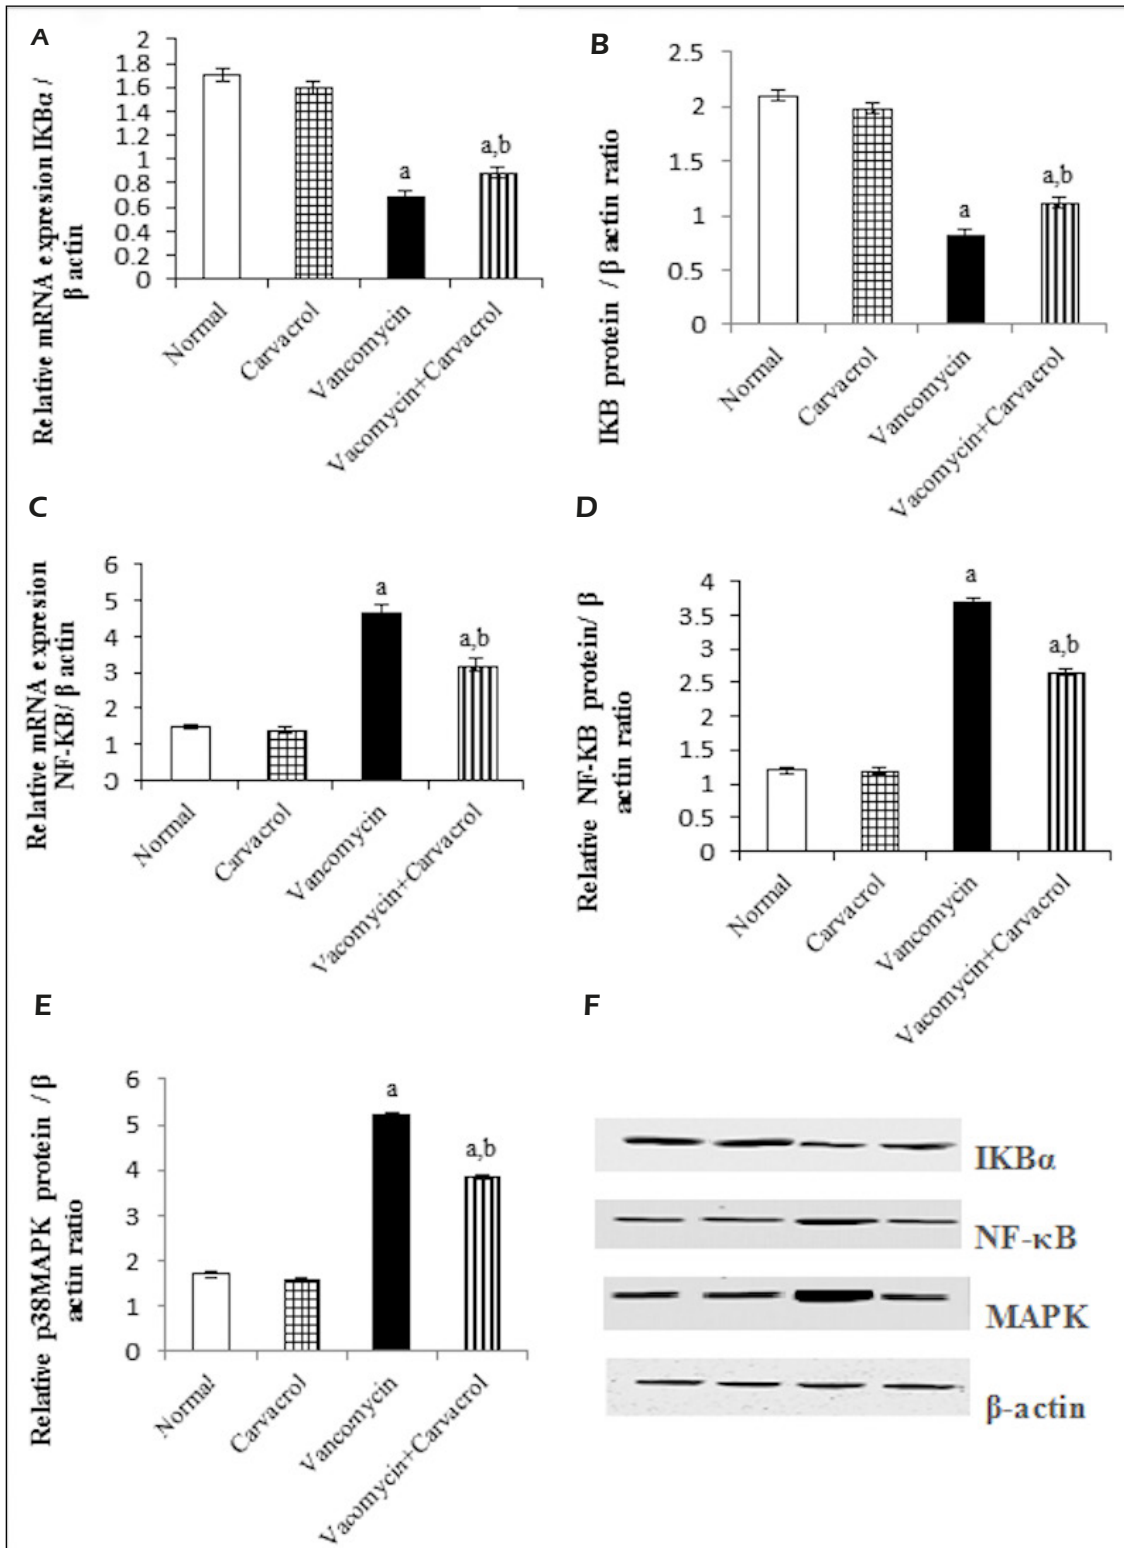 A
Relative mRNA expresion IKBα /
β actin
2
1.8
1.6
1.4
1.2
1
0.8
0.6
0.4
0.2
0
a
a,b
Normal
Carvacrol
Vancomycin
Vacomycin+Carvacrol
B
IKB protein / β actin ratio
2.5
2
1.5
1
0.5
0
a
a,b
Normal
Carvacrol
Vancomycin
Vacomycin+Carvacrol
C
Relative mRNA expresion
NF-KB/ β actin
6
5
4
3
2
1
0
a
a,b
Normal
Carvacrol
Vancomycin
Vacomycin+Carvacrol
D
Relative NF-KB protein/ β
actin ratio
4
3.5
3
2.5
2
1.5
1
0.5
0
a
a,b
Normal
Carvacrol
Vancomycin
Vacomycin+Carvacrol
E
Relative p38MAPK protein / β
actin ratio
6
5
4
3
2
1
0
a
a,b
Normal
Carvacrol
Vancomycin
Vacomycin+Carvacrol
F
IKBα
NF-κB
MAPK
β-actin